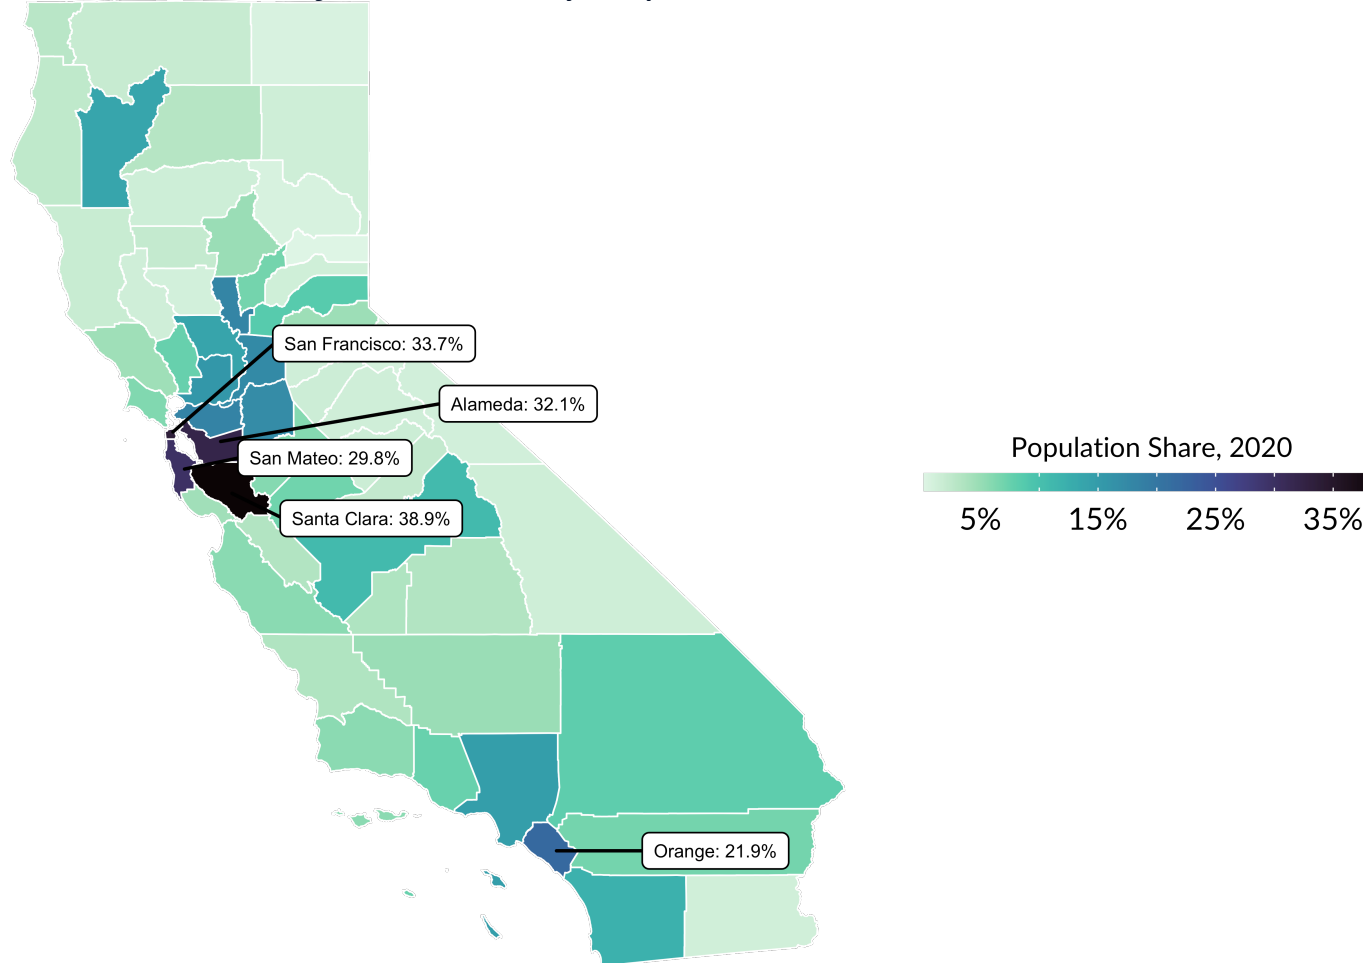 San Francisco: 33.7%
Alameda: 32.1%
San Mateo: 29.8%
Santa Clara: 38.9%
Orange: 21.9%
Population Share, 2020
5% 15% 25% 35%